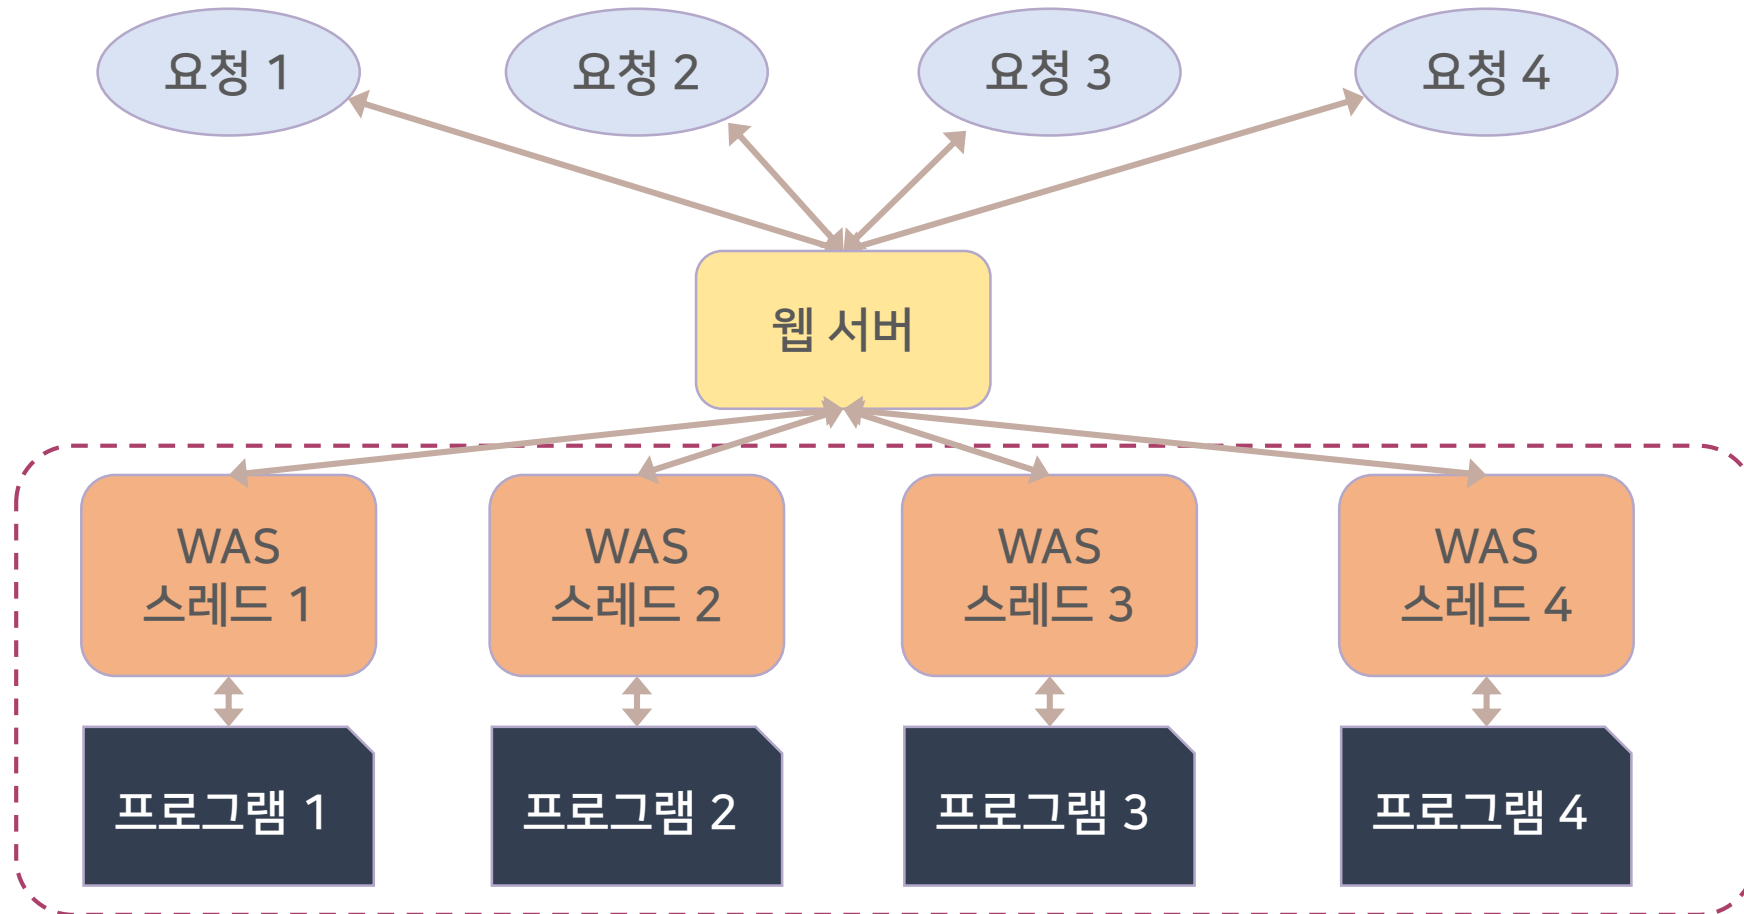 요청 1
요청 2
요청 3
요청 4
웹 서버
WAS
스레드 1
WAS
스레드 2
WAS
스레드 3
WAS
스레드 4
프로그램 1
프로그램 2
프로그램 3
프로그램 4